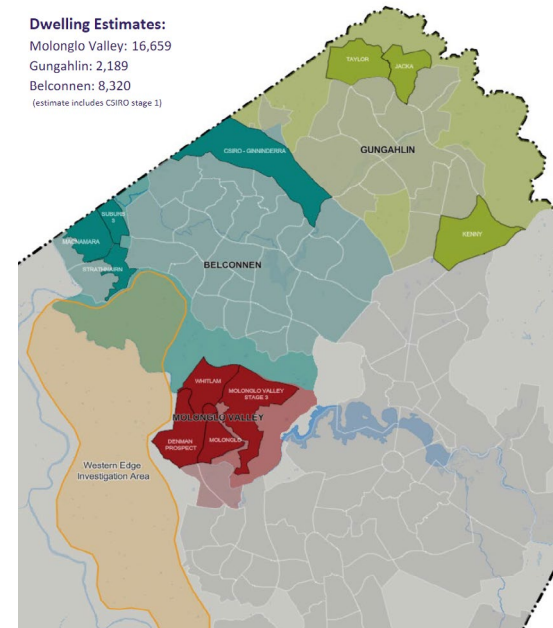 Dwelling Estimates:
Molonglo Valley: 16,659
Gungahlin: 2,189
Belconnen: 8,320
(estimate includes CSIRO stage 1)
TAYLOR
JACKA
GUNGAHLIN
CSIRO - GINNINDERRA
KENNY
SUBURB
3
MACNAMARA
STRATHNAIRN
BELCONNEN
WHITLAM
MOLONGLO VALLEY
STAGE 3
MOLONGLO VALLEY
DENMAN
PROSPECT
MOLONGLO
Western Edge
Investigation Area